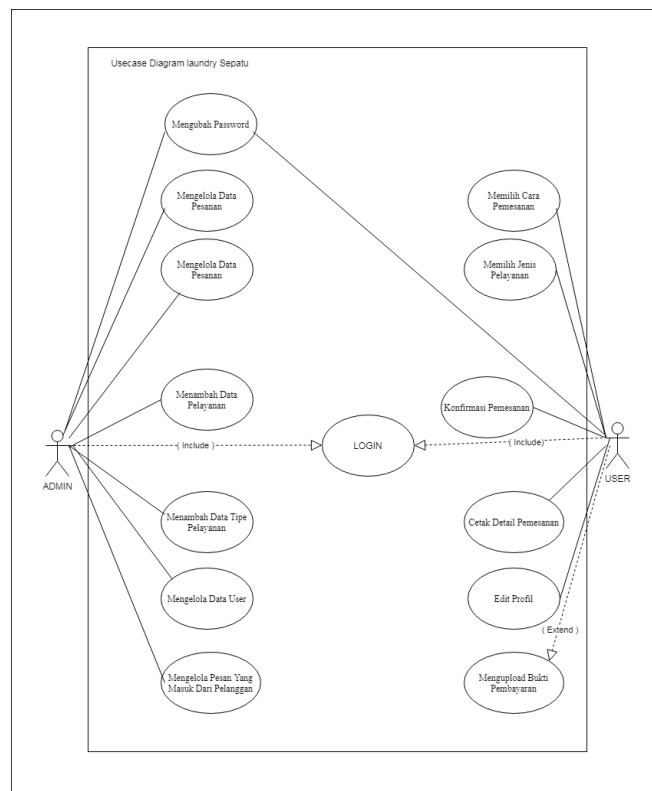 Usecase Diagram laundry Sepatu
Mengubah Password
Mengelola Data
Pesanan
Memilih Cara
Pemesanan
Mengelola Data
Pesanan
Memilih Jenis
Pelayanan
Menambah Data
Pelayanan
Konfirmasi Pemesanan
( Include )
LOGIN
( Include)
ADMIN
USER
Menambah Data Tipe
Pelayanan
Cetak Detail Pemesanan
Mengelola Data User
Edit Profil
( Extend )
Mengelola Pesan Yang
Masuk Dari Pelanggan
Mengupload Bukti
Pembayaran